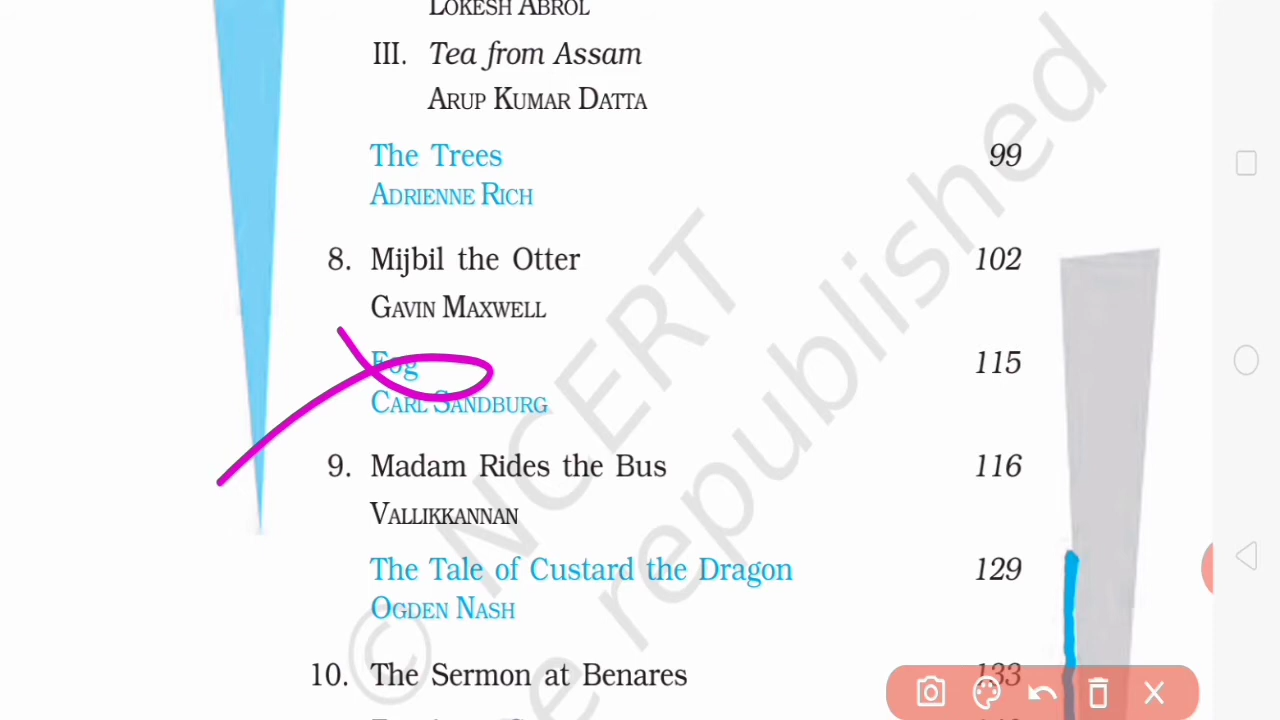 LOKESH ABROL
III. Tea from Assam
ARUP KUMAR DATTA
The Trees 99
ADRIENNE RICH
8. Mijbil the Otter 102
GAVIN MAXWELL
Fog 115
CARL SANDBURG
9. Madam Rides the Bus 116
VALLIKKANNAN
The Tale of Custard the Dragon 129
OGDEN NASH
10. The Sermon at Benares 133
© NCERT
be republished